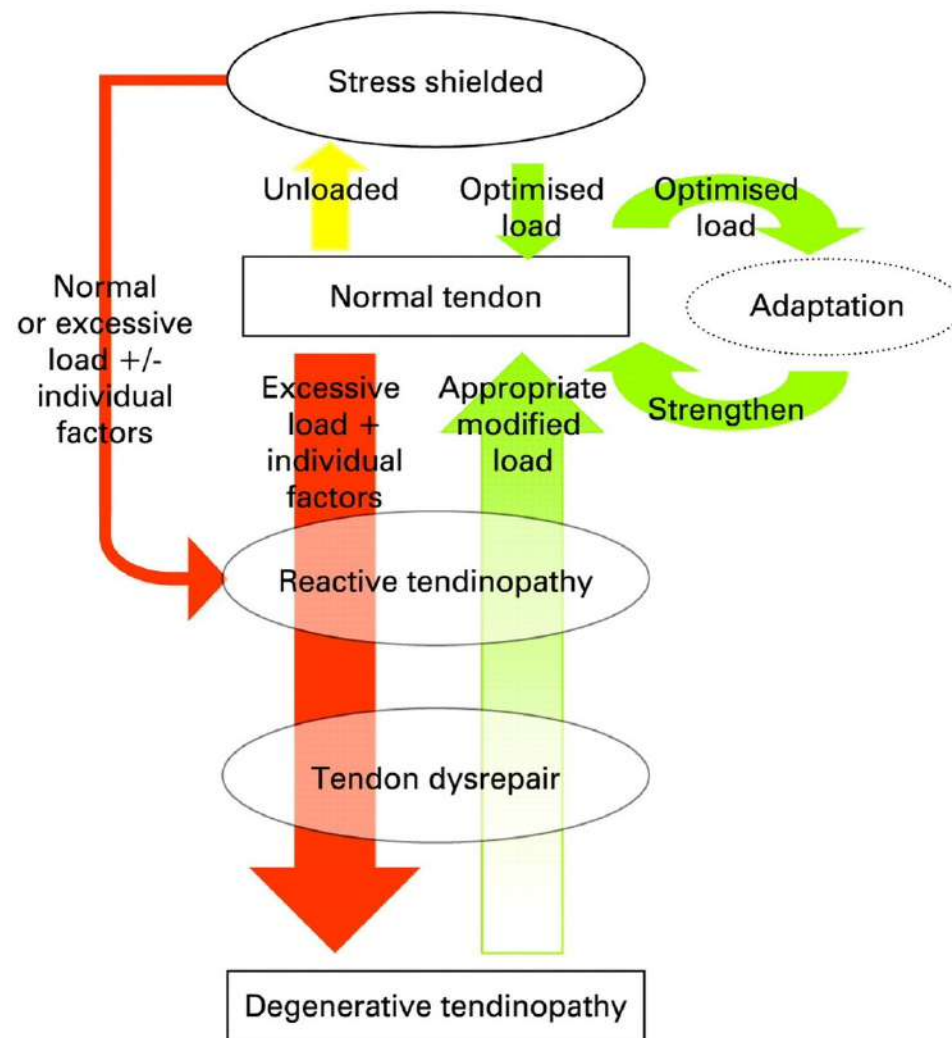 Stress shielded
Unloaded
Optimised
load
Optimised
load
Normal
or excessive
load +/-
individual
factors
Normal tendon
Adaptation
Excessive
load +
individual
factors
Appropriate
modified
load
Strengthen
Reactive tendinopathy
Tendon dysrepair
Degenerative tendinopathy